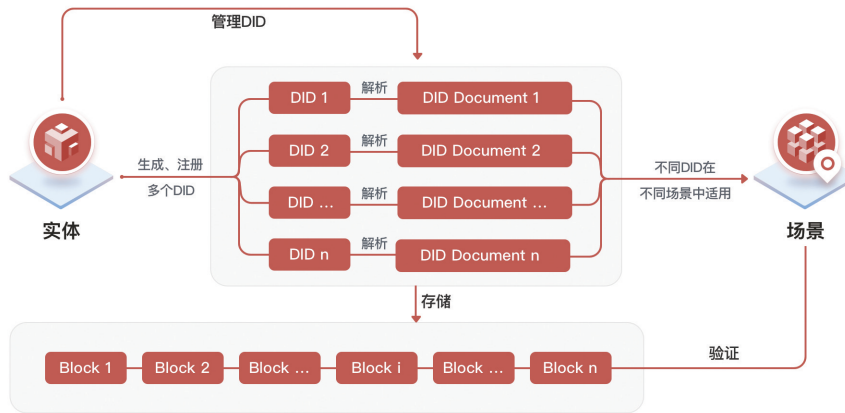 管理DID
DID 1
解析
DID Document 1
DID 2
解析
DID Document 2
DID ...
解析
DID Document ...
DID n
解析
DID Document n
生成、注册
多个DID
实体
不同DID在
不同场景中适用
场景
存储
验证
Block 1
Block 2
Block ...
Block i
Block ...
Block n